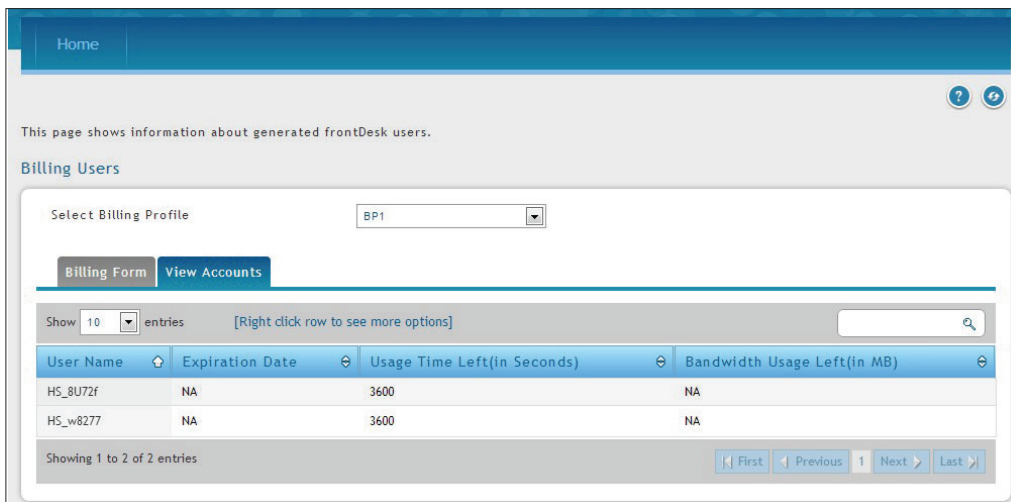 Home
?
This page shows information about generated frontDesk users.
Billing Users
Select Billing Profile BP1
Billing Form View Accounts
Show 10 entries [Right click row to see more options]
User Name Expiration Date Usage Time Left(in Seconds) Bandwidth Usage Left(in MB)
HS_8U72f NA 3600 NA
HS_w8277 NA 3600 NA
Showing 1 to 2 of 2 entries First Previous 1 Next Last